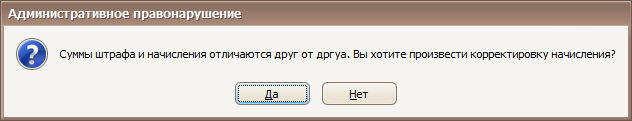 Административное правонарушение
Суммы штрафа и начисления отличаются друг от дргуа. Вы хотите произвести корректировку начисления?
Да
Нет